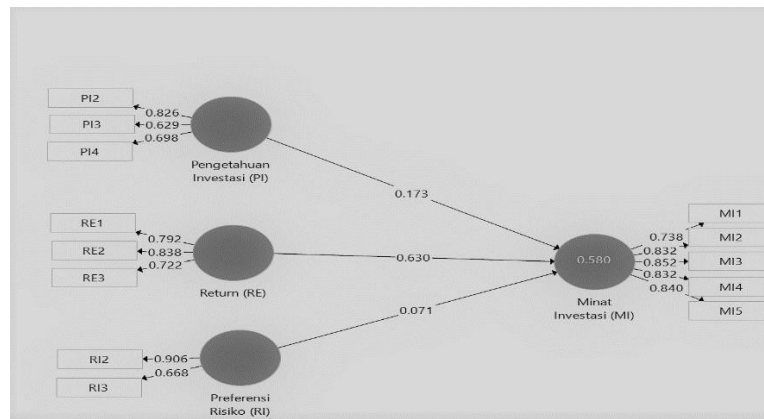 PI2
0.826
PI3
0.629
PI4
0.698
Pengetahuan
Investasi (PI)
0.173
RE1
0.792
RE2
0.838
RE3
0.722
Return (RE)
0.630
RI2
0.906
RI3
0.668
Preferensi
Risiko (RI)
0.071
0.580
Minat
Investasi (MI)
0.738
MI1
0.832
MI2
0.852
MI3
0.832
MI4
0.840
MI5